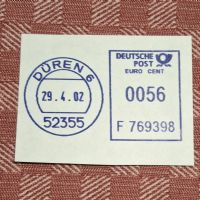 DÜREN 6
29.4.02
52355
DEUTSCHE
POST
EURO CENT
0056
F 769398